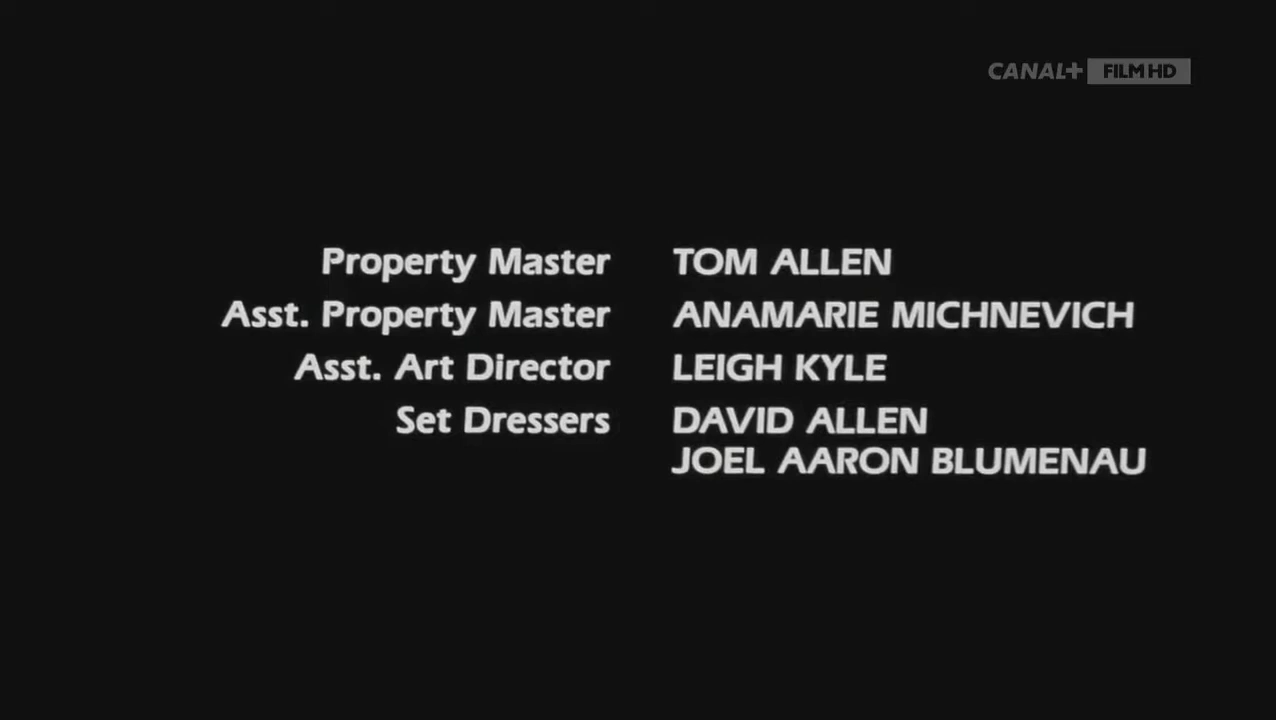 CANAL+ FILM HD
Property Master TOM ALLEN
Asst. Property Master ANAMARIE MICHNEVICH
Asst. Art Director LEIGH KYLE
Set Dressers DAVID ALLEN
JOEL AARON BLUMENAU